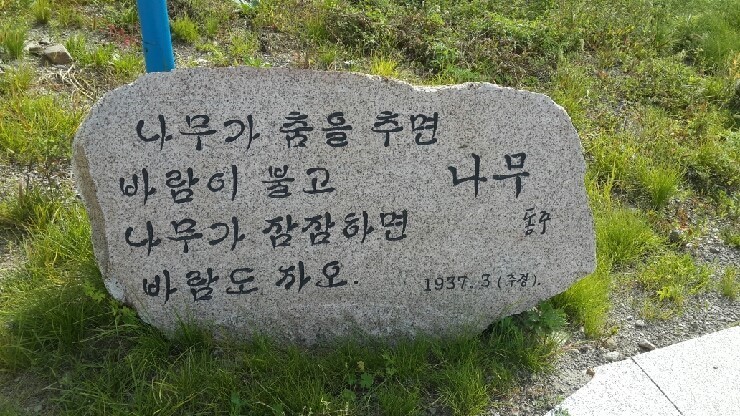 나무가 춤을 추면
바람이 불고
나무가 잠잠하면
바람도 자오.
나무
동주
1937. 3 (추정).